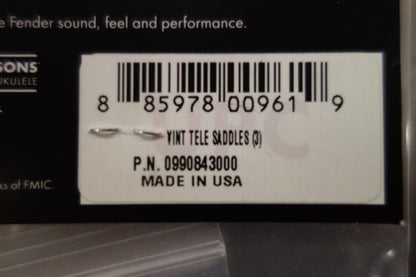 e Fender sound, feel and performance.
SONS
UKULELE
8 85978 00961 9
FMIC
VINT TELE SADDLES (3)
P.N. 0990843000
MADE IN USA
ks of FMIC.